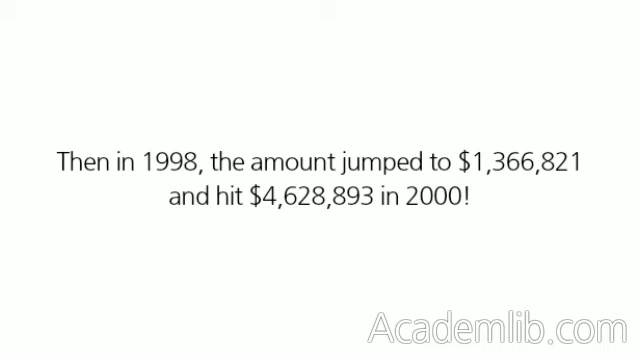 Then in 1998, the amount jumped to $1,366,821
and hit $4,628,893 in 2000!
Academlib.com